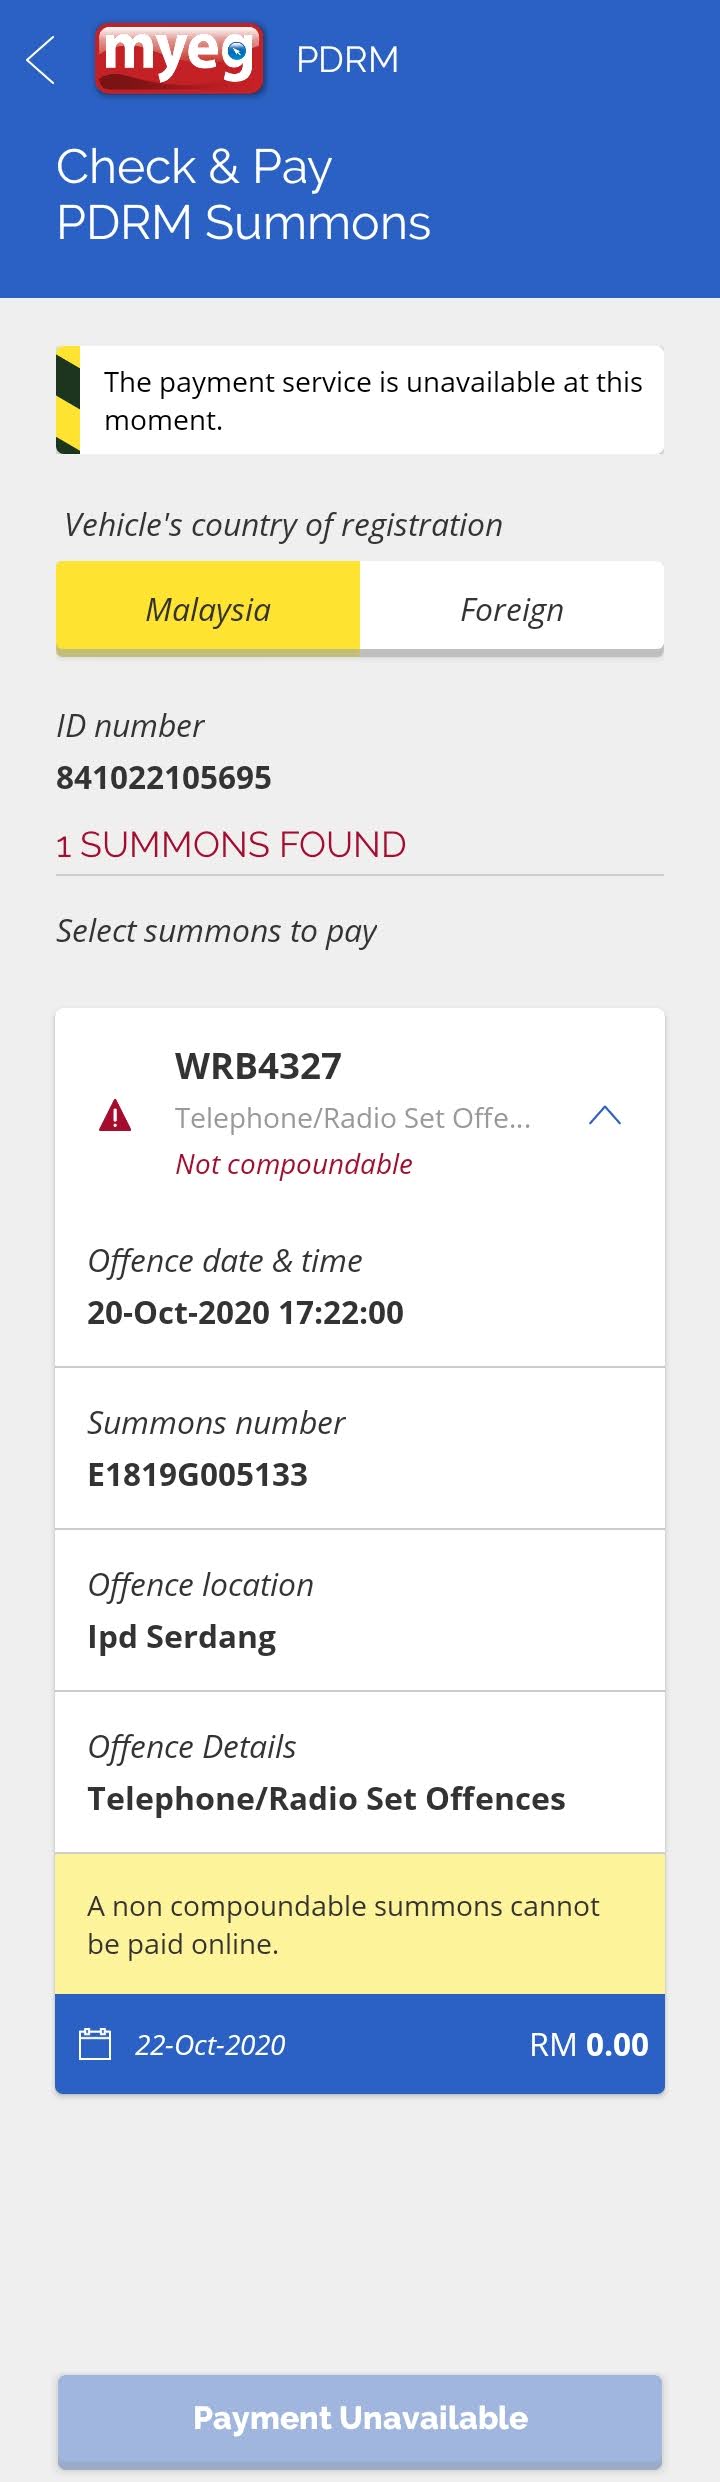 myeg PDRM
Check & Pay
PDRM Summons
The payment service is unavailable at this
moment.
Vehicle's country of registration
Malaysia Foreign
ID number
841022105695
1 SUMMONS FOUND
Select summons to pay
WRB4327
Telephone/Radio Set Offe...
Not compoundable
Offence date & time
20-Oct-2020 17:22:00
Summons number
E1819G005133
Offence location
Ipd Serdang
Offence Details
Telephone/Radio Set Offences
A non compoundable summons cannot
be paid online.
22-Oct-2020 RM 0.00
Payment Unavailable